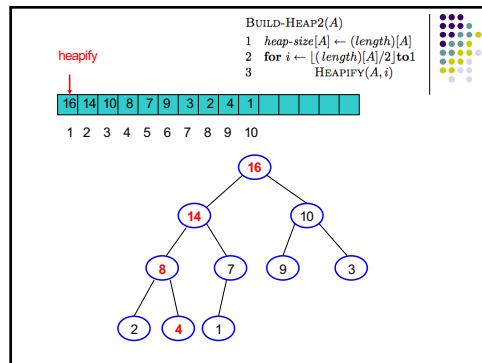 BUILD-HEAP2(A)
1 heap-size[A] ← (length)[A]
2 for i ← ⌊(length)[A]/2⌋to1
3 HEAPIFY(A, i)
heapify
16 14 10 8 7 9 3 2 4 1
1 2 3 4 5 6 7 8 9 10
16
14 10
8 7 9 3
2 4 1